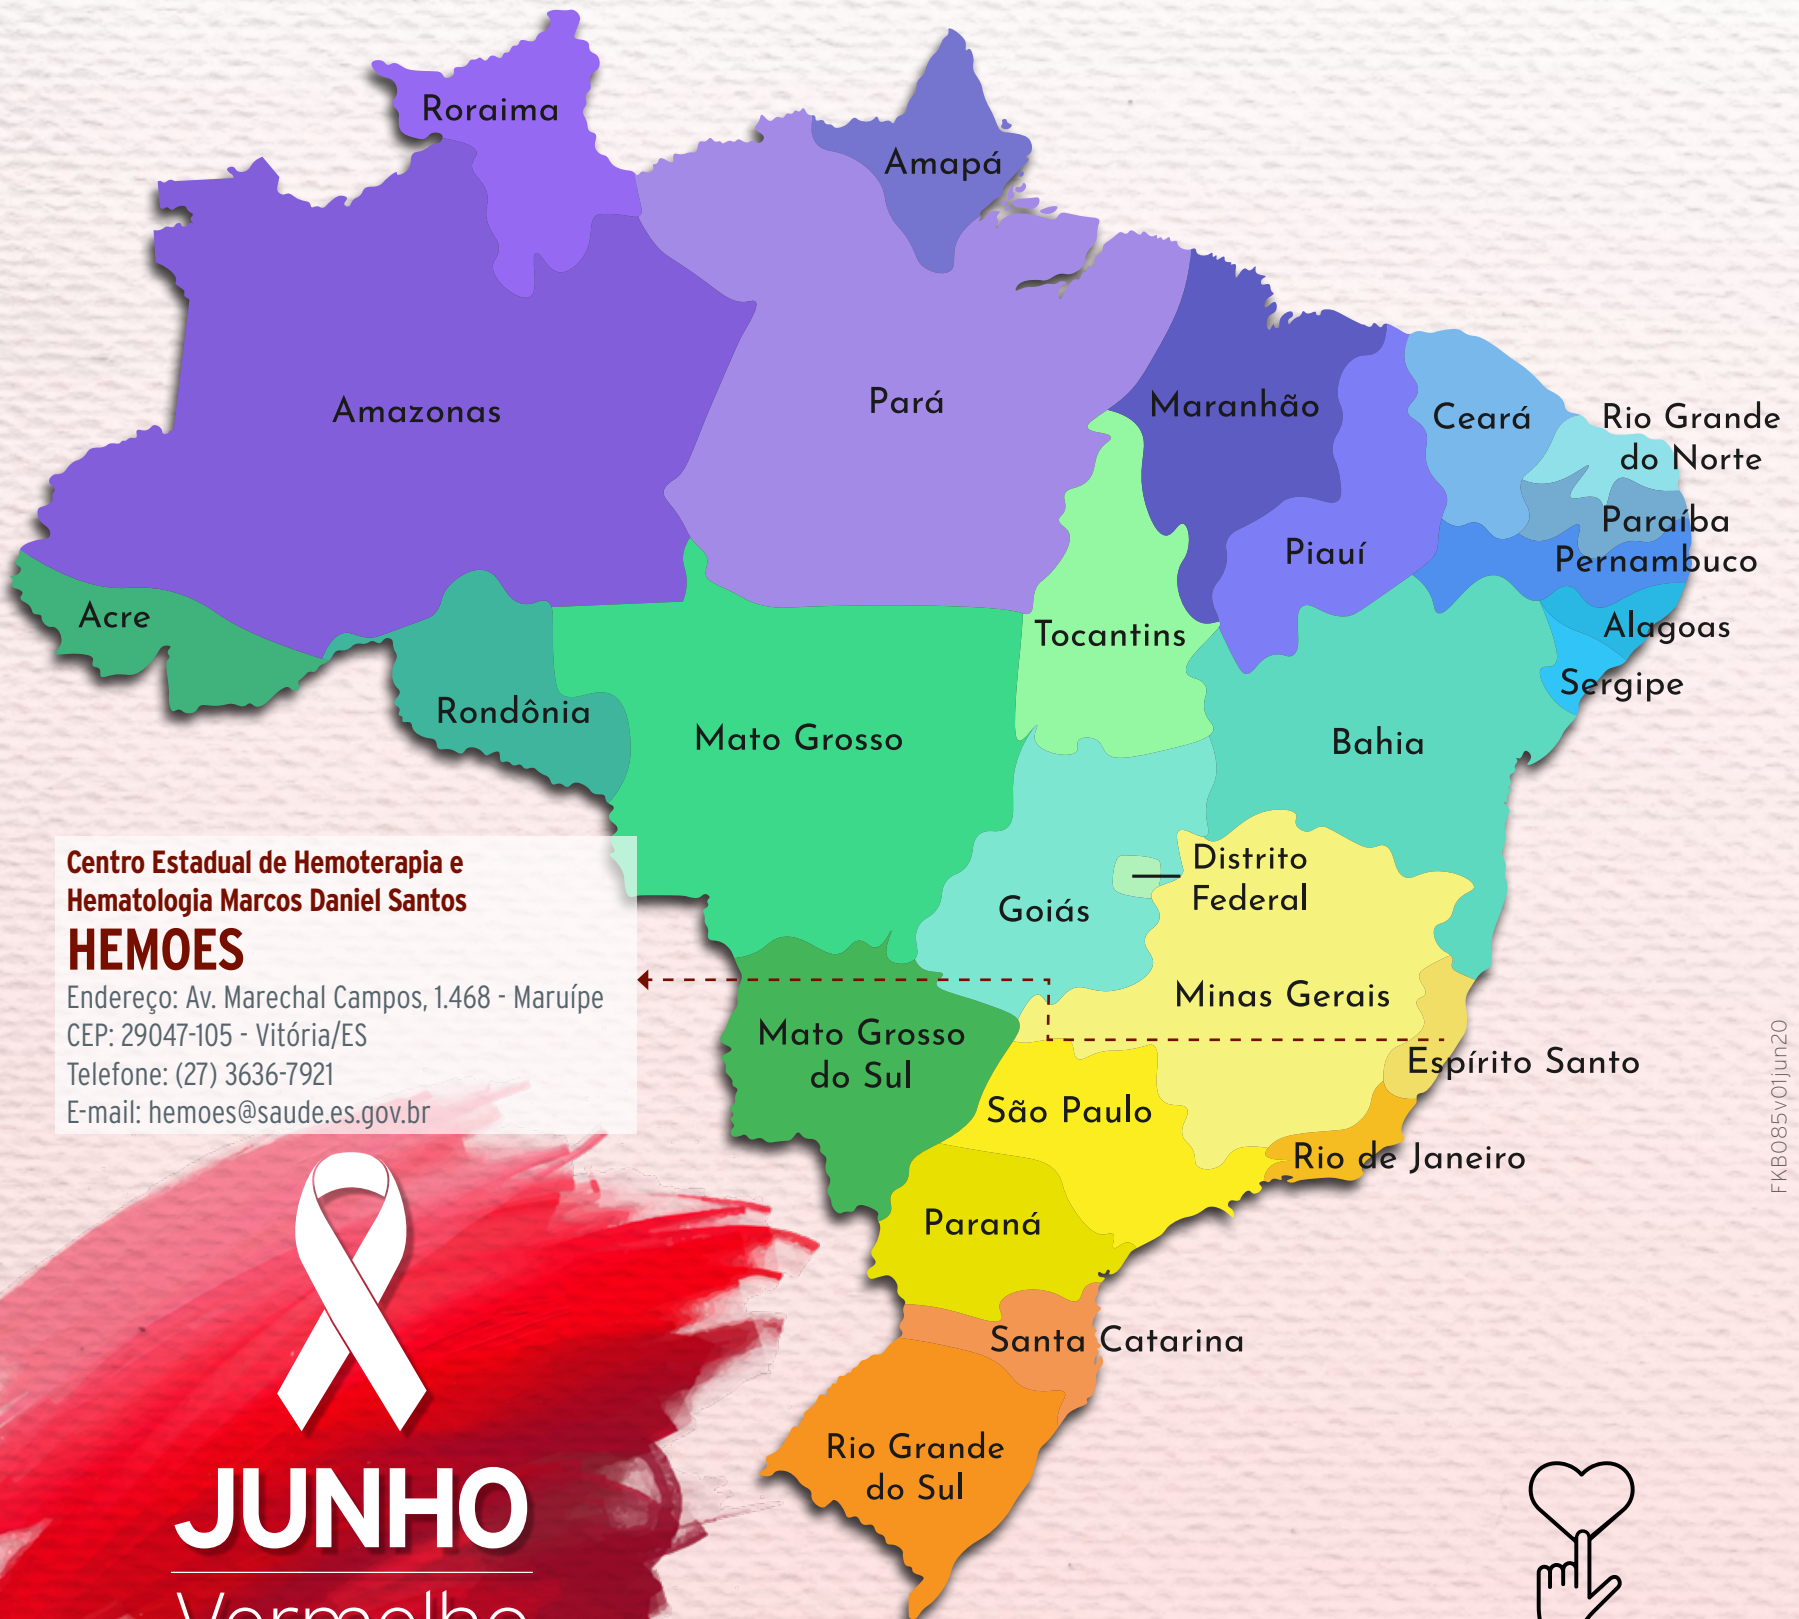 Roraima
Amapá
Amazonas
Pará
Maranhão
Ceará
Rio Grande
do Norte
Paraíba
Piauí
Pernambuco
Acre
Tocantins
Alagoas
Sergipe
Rondônia
Mato Grosso
Bahia
Distrito
Federal
Goiás
Minas Gerais
Mato Grosso
do Sul
Espírito Santo
São Paulo
Rio de Janeiro
Paraná
Santa Catarina
Rio Grande
do Sul
Centro Estadual de Hemoterapia e
Hematologia Marcos Daniel Santos
HEMOES
Endereço: Av. Marechal Campos, 1.468 - Maruípe
CEP: 29047-105 - Vitória/ES
Telefone: (27) 3636-7921
E-mail: hemoes@saude.es.gov.br
JUNHO
Vermelho
FKB085v01jun20